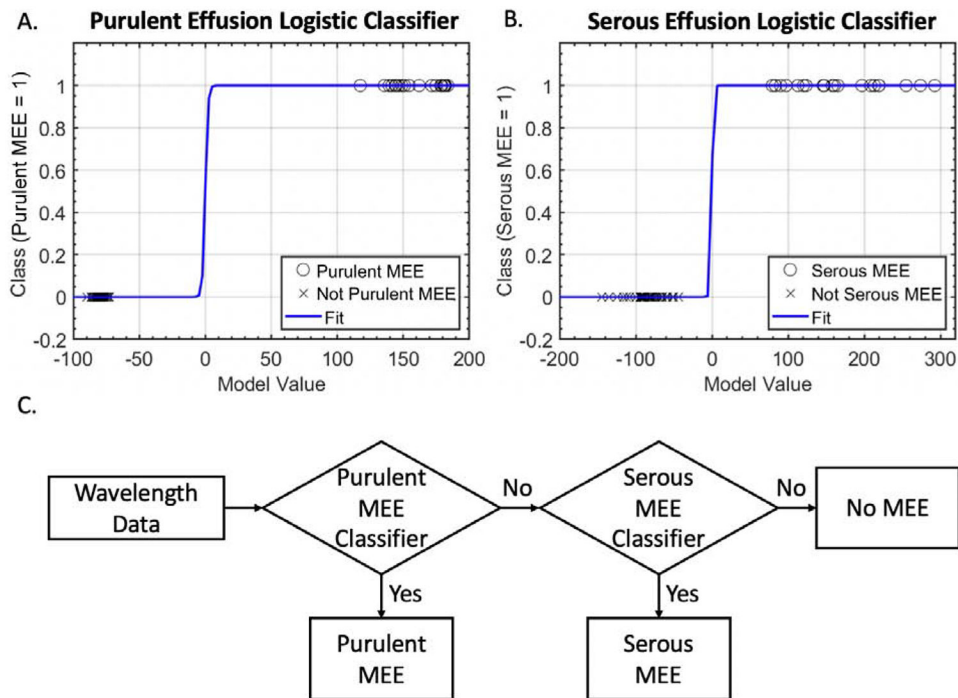 A.
Purulent Effusion Logistic Classifier
Class (Purulent MEE = 1)
1
0.8
0.6
0.4
0.2
0
-0.2
-100
-50
0
50
100
150
200
Model Value
Purulent MEE
Not Purulent MEE
Fit
B.
Serous Effusion Logistic Classifier
Class (Serous MEE = 1)
1
0.8
0.6
0.4
0.2
0
-0.2
-200
-100
0
100
200
300
Model Value
Serous MEE
Not Serous MEE
Fit
C.
Wavelength
Data
Purulent
MEE
Classifier
No
Yes
Purulent
MEE
Serous
MEE
Classifier
No
Yes
Serous
MEE
No MEE